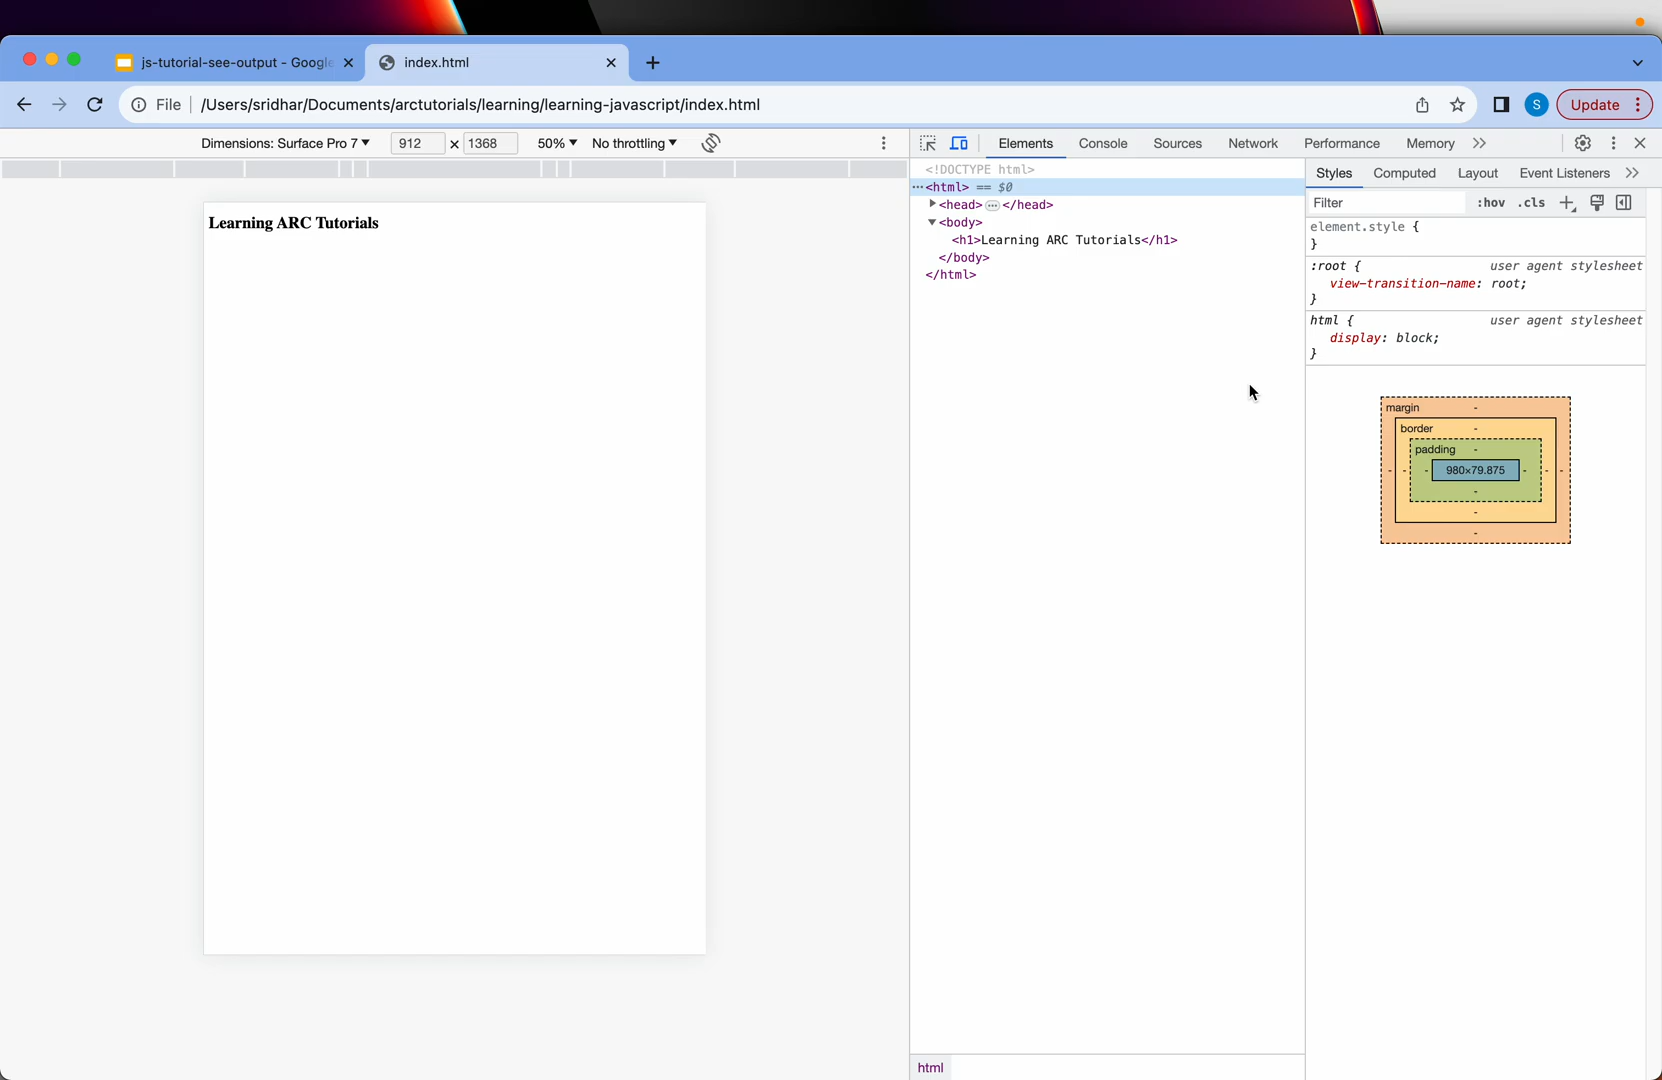 js-tutorial-see-output - Google
index.html
File
/Users/sridhar/Documents/arctutorials/learning/learning-javascript/index.html
S
Update
Dimensions: Surface Pro 7
912
×
1368
50%
No throttling
Elements
Console
Sources
Network
Performance
Memory
Learning ARC Tutorials
<!DOCTYPE html>
<html> == $0
<head> … </head>
<body>
<h1>Learning ARC Tutorials</h1>
</body>
</html>
Styles
Computed
Layout
Event Listeners
Filter
:hov
.cls
element.style {
}
:root { user agent stylesheet
view-transition-name: root;
}
html { user agent stylesheet
display: block;
}
margin -
border -
padding -
- - - 980×79.875 - - -
-
-
-
html